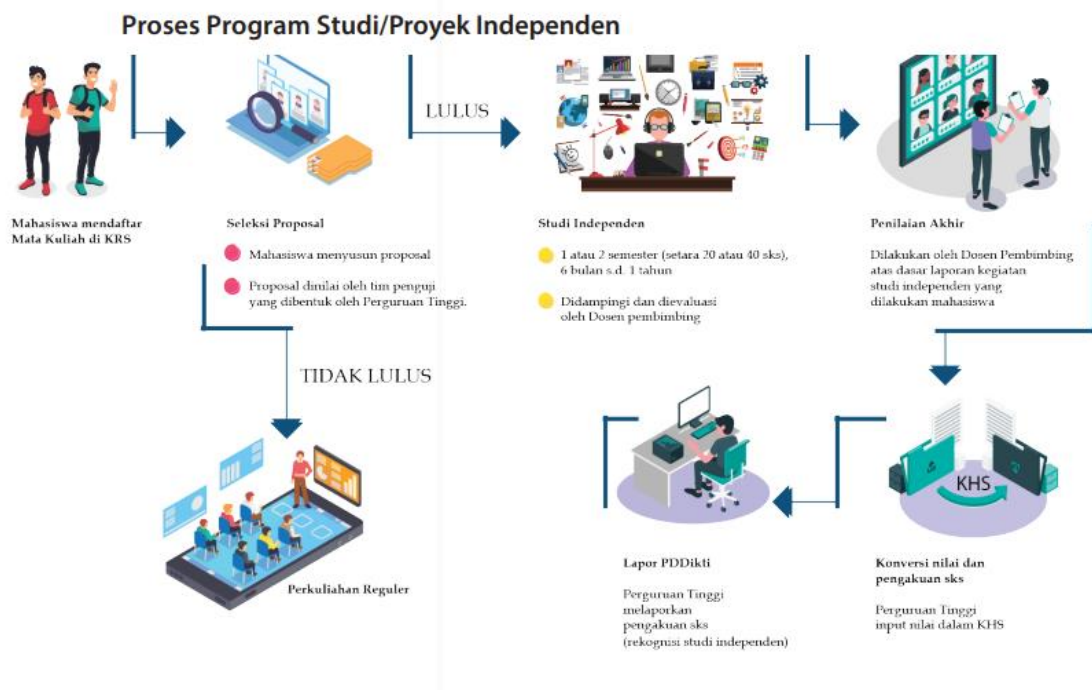 Proses Program Studi/Proyek Independen
LULUS
Mahasiswa mendaftar
Mata Kuliah di KRS
Seleksi Proposal
Mahasiswa menyusun proposal
Proposal dinilai oleh tim penguji
yang dibentuk oleh Perguruan Tinggi.
Studi Independen
1 atau 2 semester (setara 20 atau 40 sks),
6 bulan s.d. 1 tahun
Didampingi dan dievaluasi
oleh Dosen pembimbing
Penilaian Akhir
Dilakukan oleh Dosen Pembimbing
atas dasar laporan kegiatan
studi independen yang
dilakukan mahasiswa
TIDAK LULUS
Perkuliahan Reguler
KHS
Konversi nilai dan
pengakuan sks
Perguruan Tinggi
input nilai dalam KHS
Lapor PDDikti
Perguruan Tinggi
melaporkan
pengakuan sks
(rekognisi studi independen)